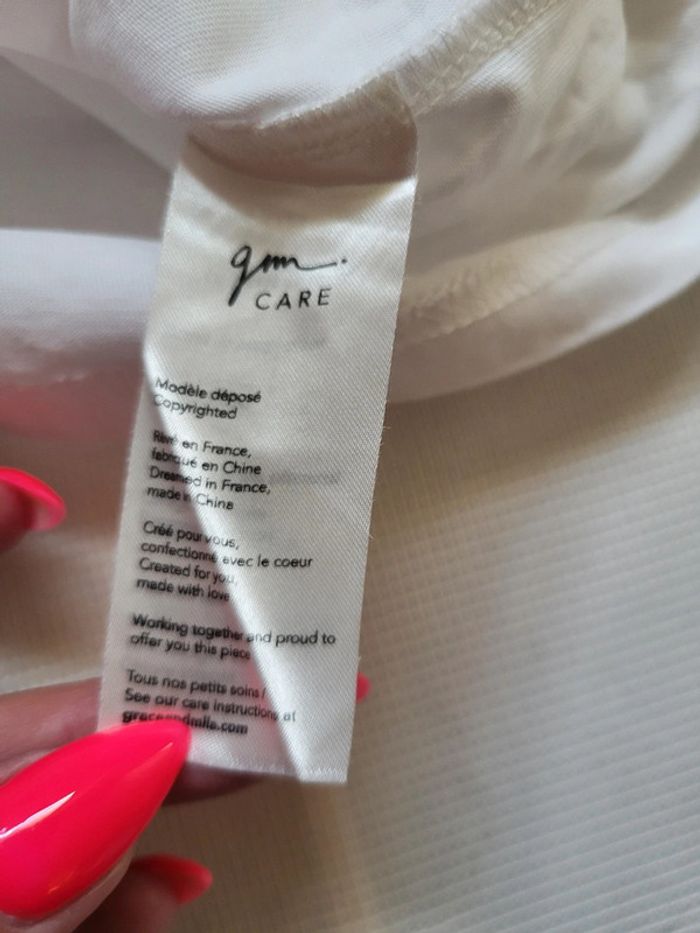 gmm.
CARE
Modèle déposé
Copyrighted
Rêvé en France,
fabriqué en Chine
Dreamed in France,
made in China
Créé pour vous,
confectionné avec le coeur
Created for you,
made with love
Working together and proud to
offer you this piece
Tous nos petits soins !
See our care instructions at
graceandmila.com